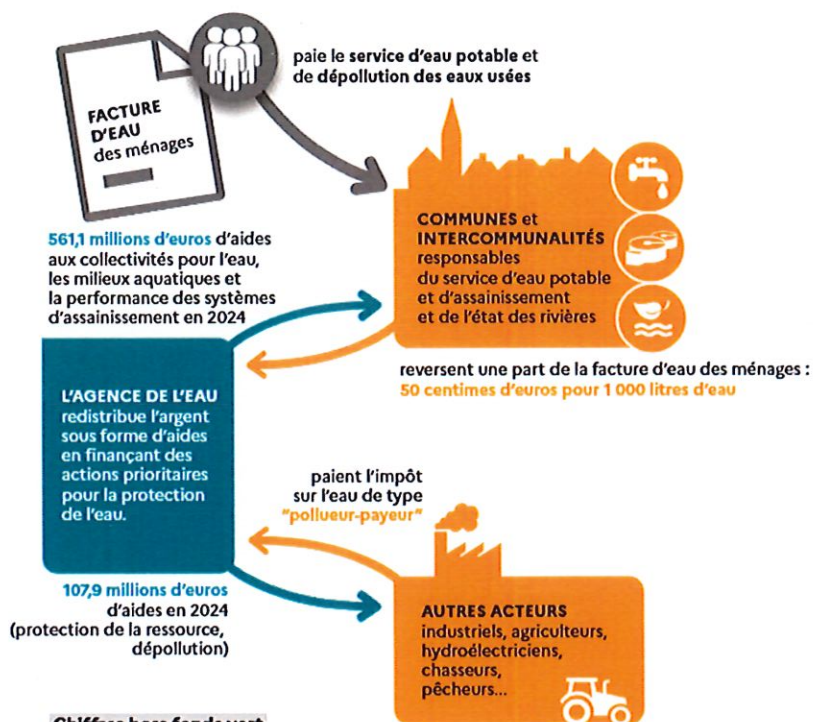 paie le service d'eau potable et
de dépollution des eaux usées
FACTURE
D'EAU
des ménages
561,1 millions d'euros d'aides
aux collectivités pour l'eau,
les milieux aquatiques et
la performance des systèmes
d'assainissement en 2024
COMMUNES et
INTERCOMMUNALITÉS
responsables
du service d'eau potable
et d'assainissement
et de l'état des rivières
reversent une part de la facture d'eau des ménages :
50 centimes d'euros pour 1 000 litres d'eau
L'AGENCE DE L'EAU
redistribue l'argent
sous forme d'aides
en finançant des
actions prioritaires
pour la protection
de l'eau.
paient l'impôt
sur l'eau de type
"pollueur-payeur"
107,9 millions d'euros
d'aides en 2024
(protection de la ressource,
dépollution)
AUTRES ACTEURS
industriels, agriculteurs,
hydroélectriciens,
chasseurs,
pêcheurs...
Chiffres hors fonds vert